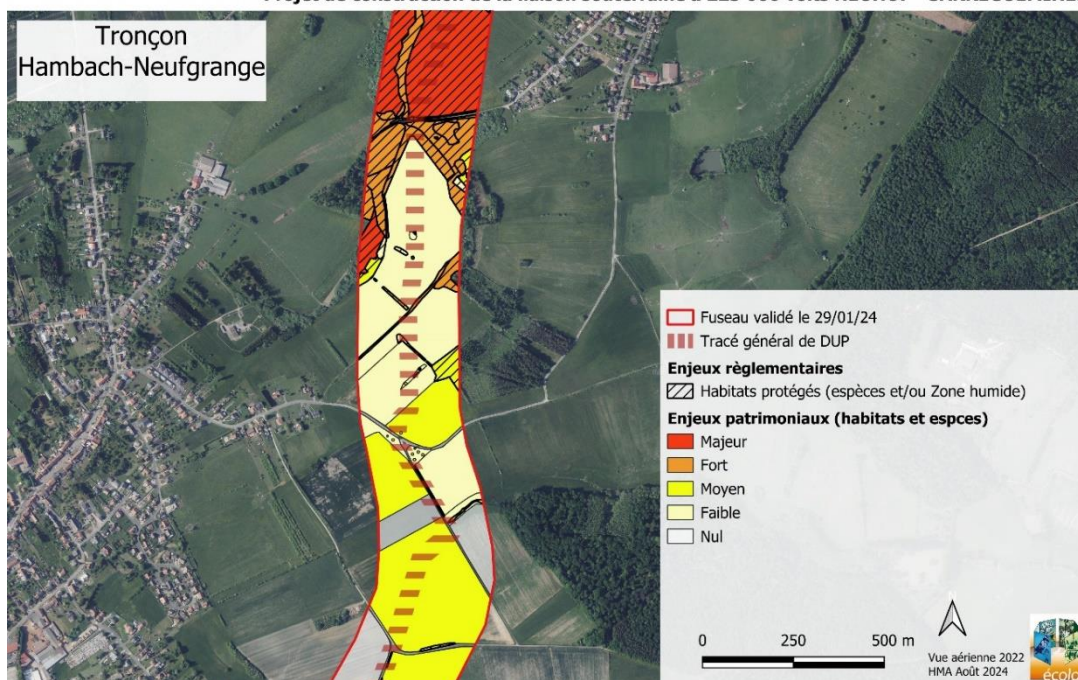 Tronçon
Hambach-Neufgrange
Fuseau validé le 29/01/24
Tracé général de DUP
Enjeux règlementaires
Habitats protégés (espèces et/ou Zone humide)
Enjeux patrimoniaux (habitats et espces)
Majeur
Fort
Moyen
Faible
Nul
0 250 500 m
Vue aérienne 2022
HMA Août 2024
écolo